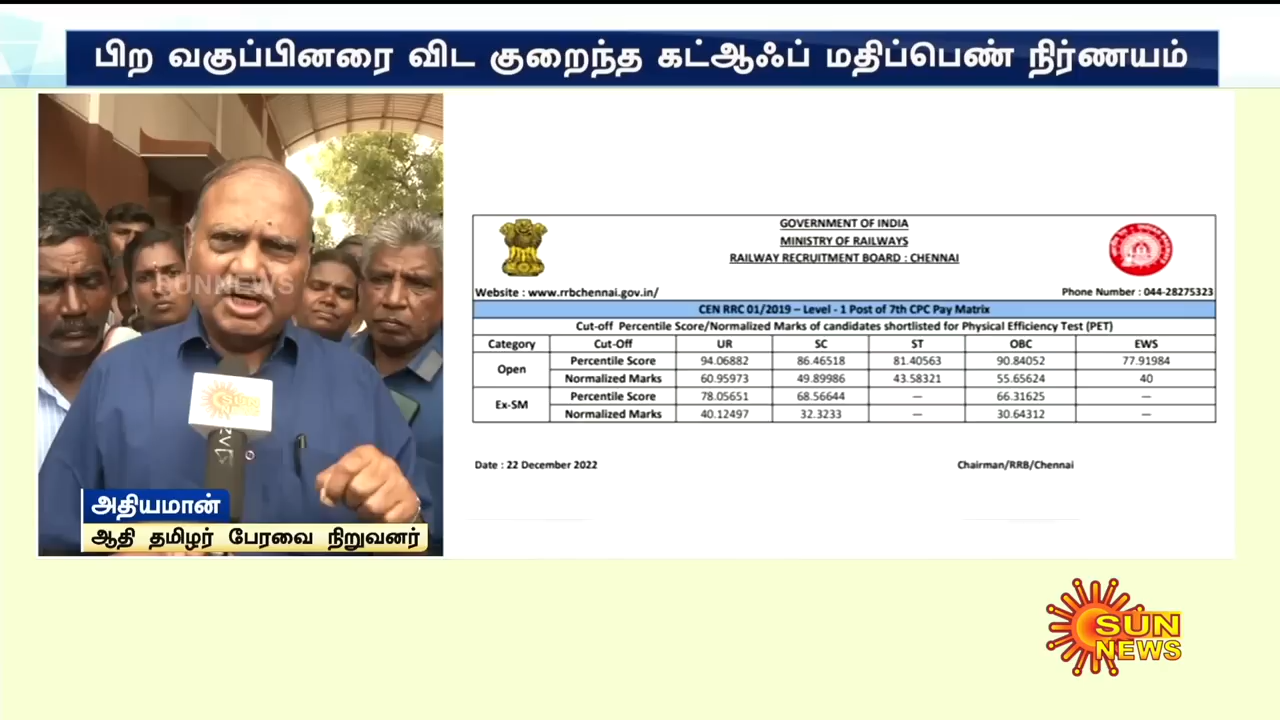 பிற வகுப்பினரை விட குறைந்த கட்ஆஃப் மதிப்பெண் நிர்ணயம்
SUN NEWS
அதியமான்
ஆதி தமிழர் பேரவை நிறுவனர்
GOVERNMENT OF INDIA
MINISTRY OF RAILWAYS
RAILWAY RECRUITMENT BOARD : CHENNAI
Website : www.rrbchennai.gov.in/ Phone Number : 044-28275323
CEN RRC 01/2019 – Level - 1 Post of 7th CPC Pay Matrix
Cut-off Percentile Score/Normalized Marks of candidates shortlisted for Physical Efficiency Test (PET)
Category Cut-Off UR SC ST OBC EWS
Open Percentile Score 94.06882 86.46518 81.40563 90.84052 77.91984
Normalized Marks 60.95973 49.89986 43.58321 55.65624 40
Ex-SM Percentile Score 78.05651 68.56644 — 66.31625 —
Normalized Marks 40.12497 32.3233 — 30.64312 —
Date : 22 December 2022 Chairman/RRB/Chennai
SUN
NEWS